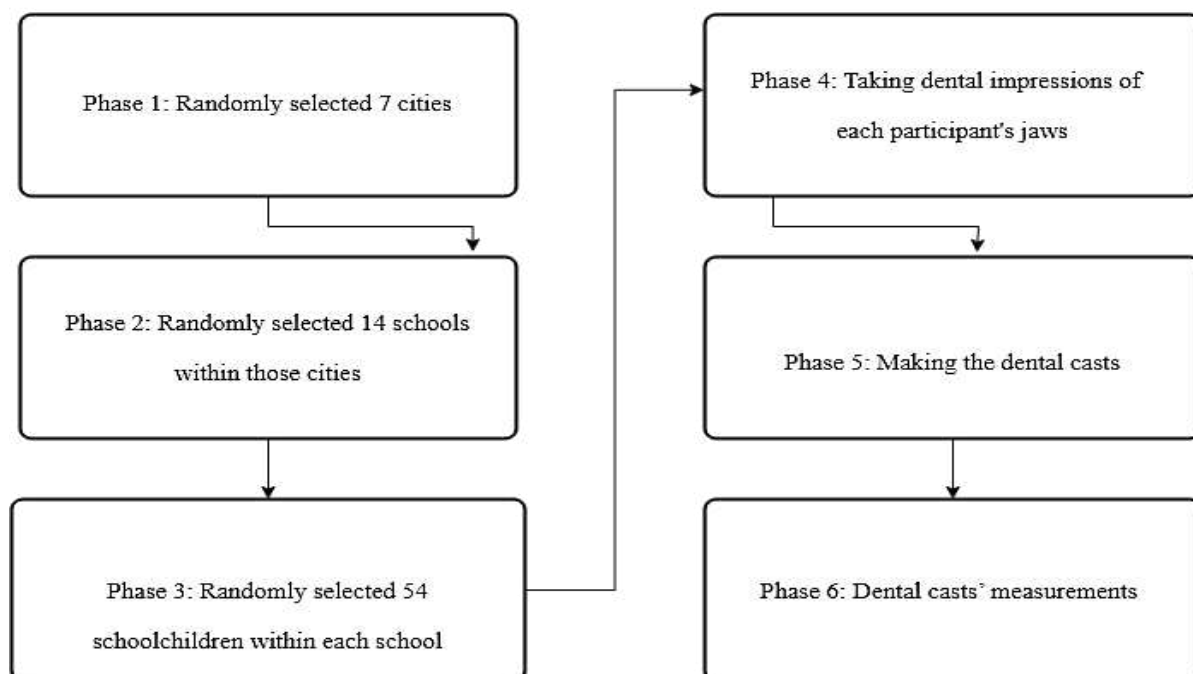 Phase 1: Randomly selected 7 cities
Phase 2: Randomly selected 14 schools
within those cities
Phase 3: Randomly selected 54
schoolchildren within each school
Phase 4: Taking dental impressions of
each participant's jaws
Phase 5: Making the dental casts
Phase 6: Dental casts’ measurements